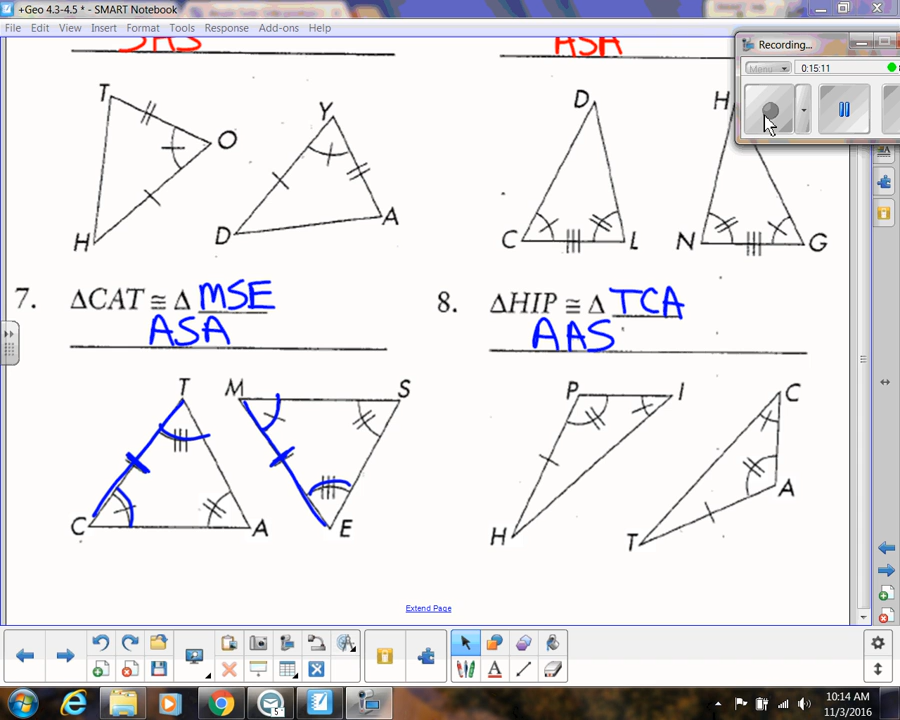 +Geo 4.3-4.5 * - SMART Notebook
File Edit View Insert Format Tools Response Add-ons Help
Recording...
Menu 0:15:11
SAS ASA
T O H Y D A
D C L H N G
7. ΔCAT ≅ Δ MSE
ASA
8. ΔHIP ≅ Δ TCA
AAS
T C A M S E
P I H C A T
Extend Page
A
A
5
10:14 AM
11/3/2016